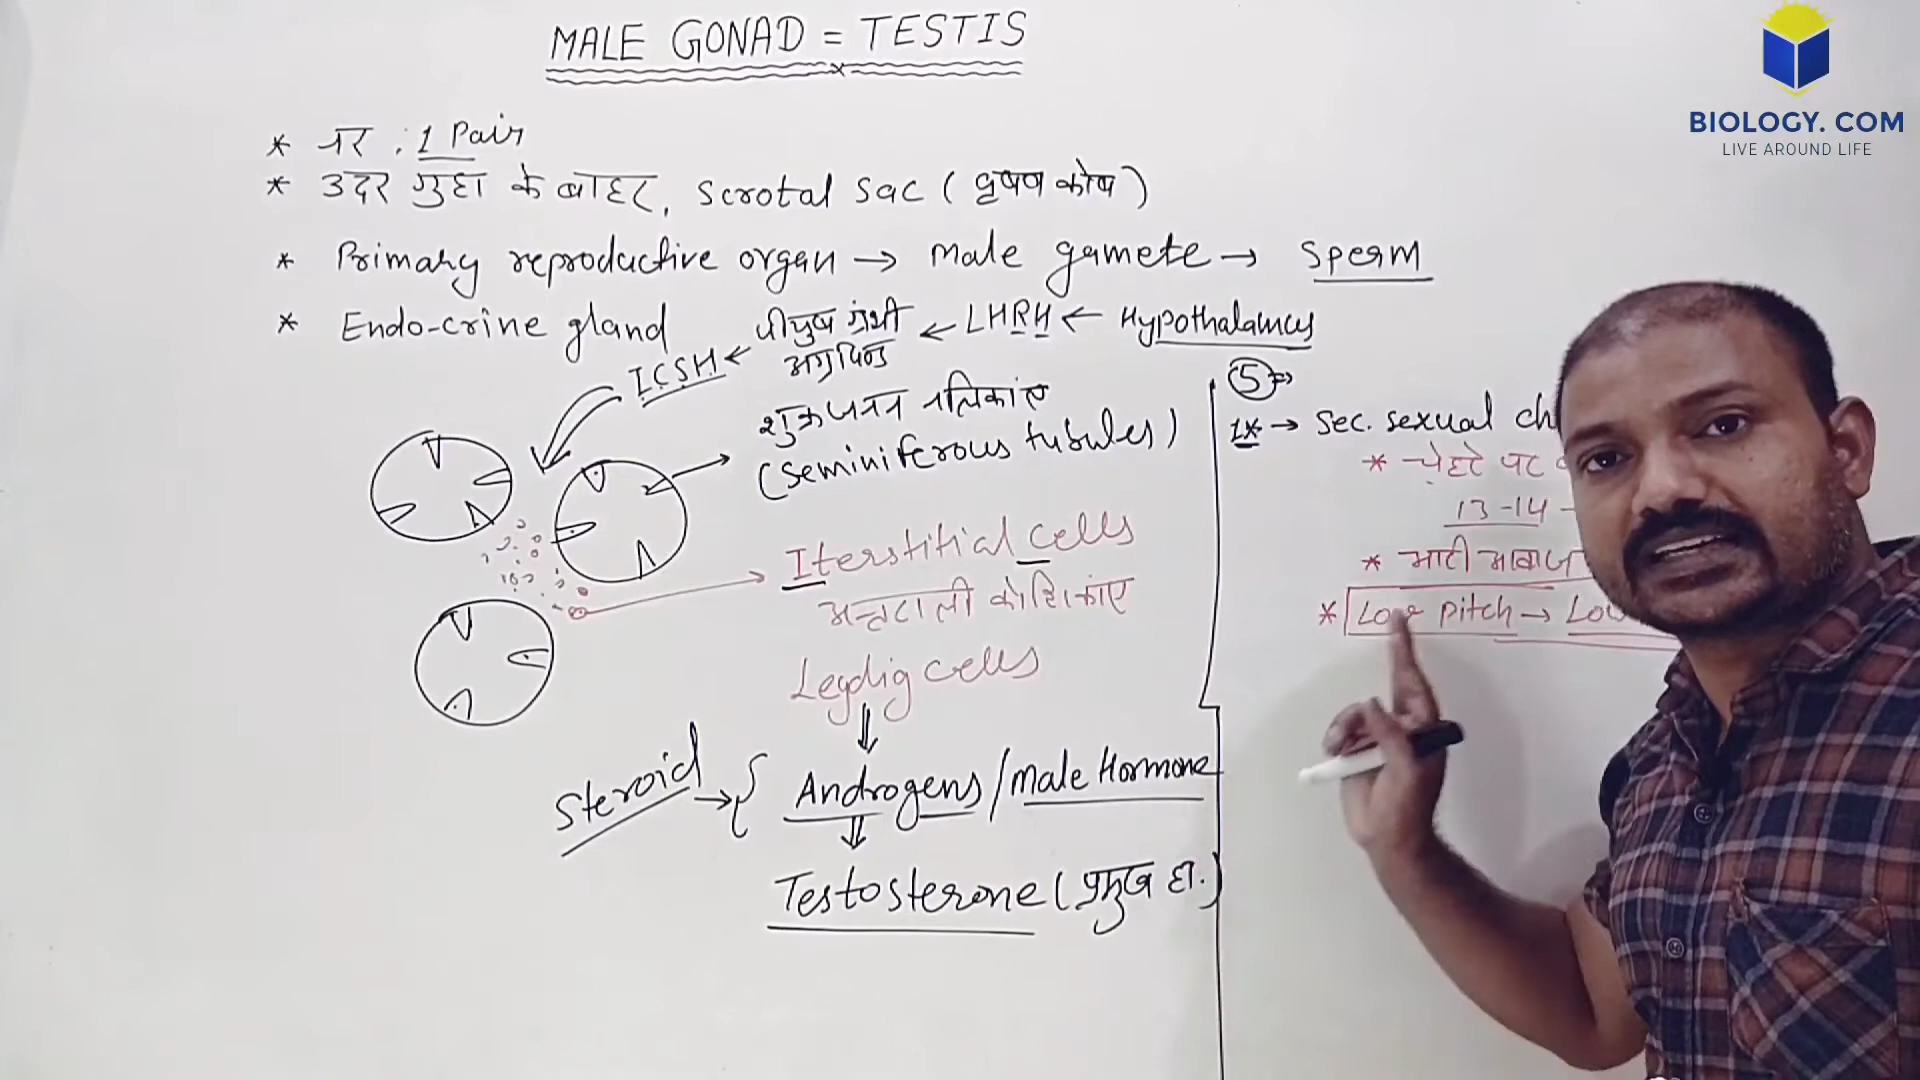 MALE GONAD = TESTIS
* नर : 1 Pair
* उदर गुहा के बाहर, Scrotal Sac (वृषण कोष)
* Primary reproductive organ → Male gamete → Sperm
* Endo-crine gland
ICSH ← पीयुष ग्रंथी ← LHRH ← Hypothalamus
अग्रपिण्ड
शुक्रजनन नलिकाएं
(Seminiferous tubules)
Iterstitial Cells
अन्तराली कोशिकाएं
Leydig cells
Steroid → { Androgens / Male Hormone
Testosterone (प्रमुख हा.)
5 ⇒
1* → Sec. sexual ch
* चेहरे पर
13-14 -
* भारी आवाज
* Low pitch → Low
BIOLOGY. COM
LIVE AROUND LIFE